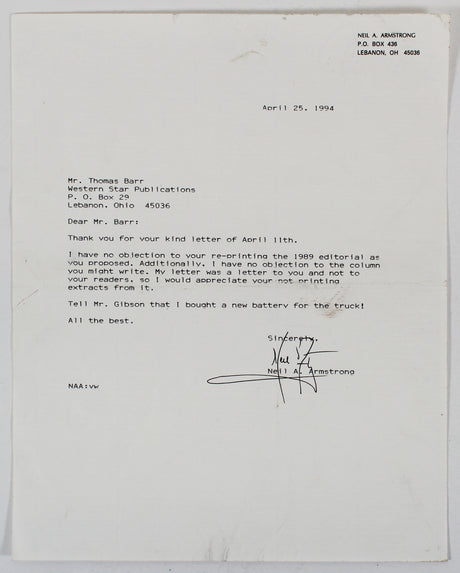 NEIL A. ARMSTRONG
P.O. BOX 436
LEBANON, OH 45036
April 25, 1994
Mr. Thomas Barr
Western Star Publications
P. O. Box 29
Lebanon, Ohio 45036
Dear Mr. Barr:
Thank you for your kind letter of April 11th.
I have no objection to your re-printing the 1989 editorial as
you proposed. Additionally, I have no objection to the column
you might write. My letter was a letter to you and not to
your readers, so I would appreciate your not printing
extracts from it.
Tell Mr. Gibson that I bought a new battery for the truck!
All the best.
Sincerely,
Neil A. Armstrong
NAA:vw